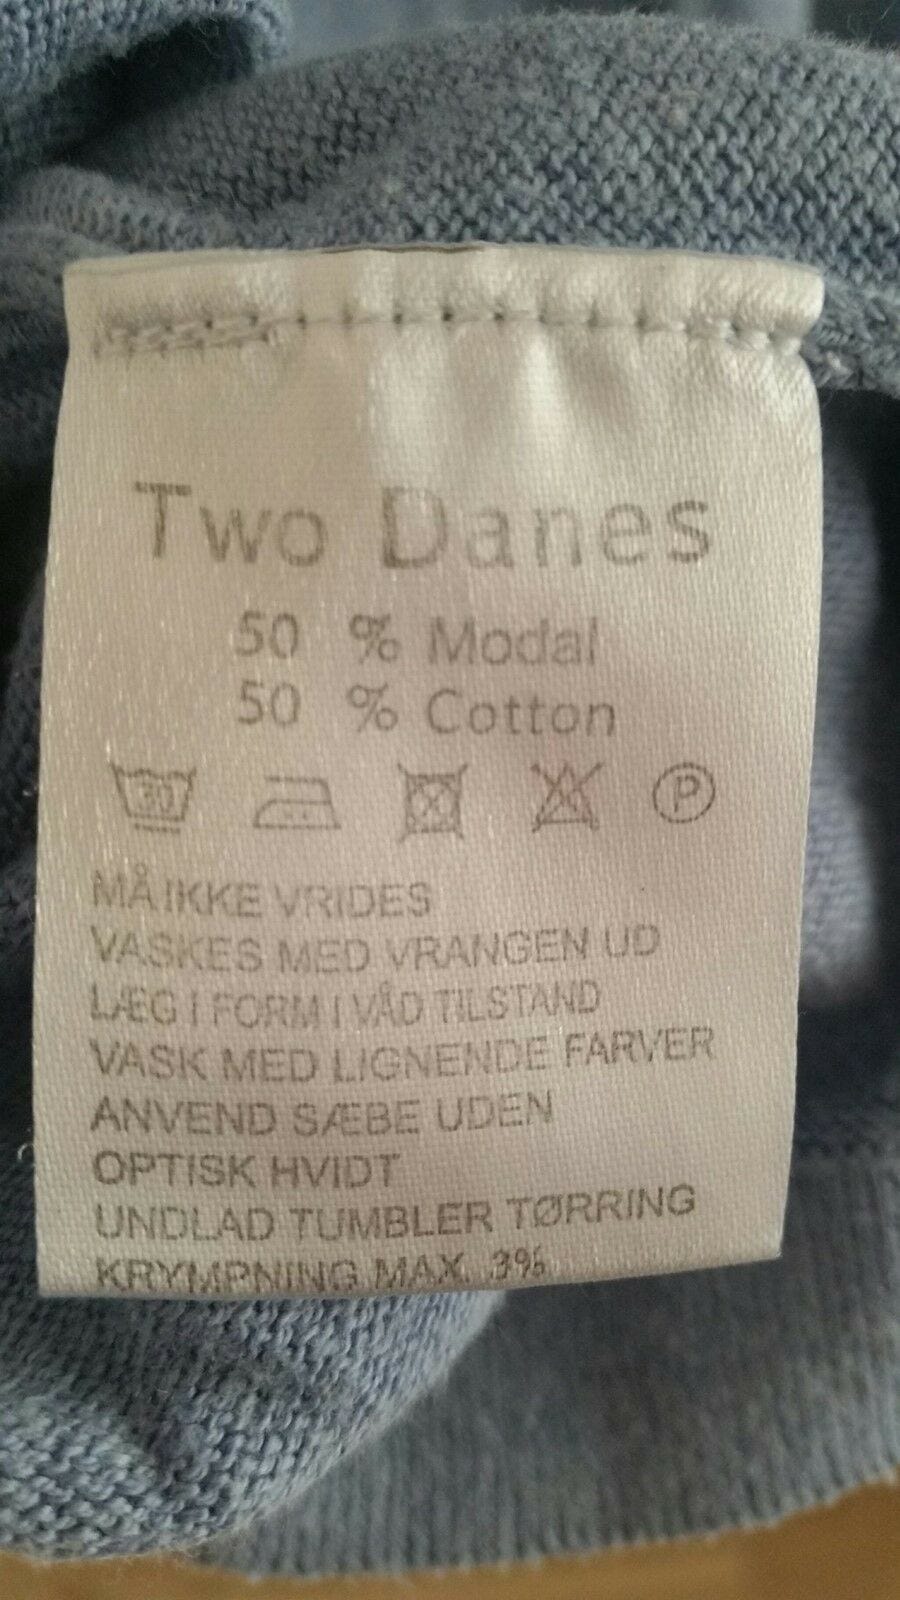 Two Danes
50 % Modal
50 % Cotton
30 P
MÅ IKKE VRIDES
VASKES MED VRANGEN UD
LÆG I FORM I VÅD TILSTAND
VASK MED LIGNENDE FARVER
ANVEND SÆBE UDEN
OPTISK HVIDT
UNDLAD TUMBLER TØRRING
KRYMPNING MAX. 3%